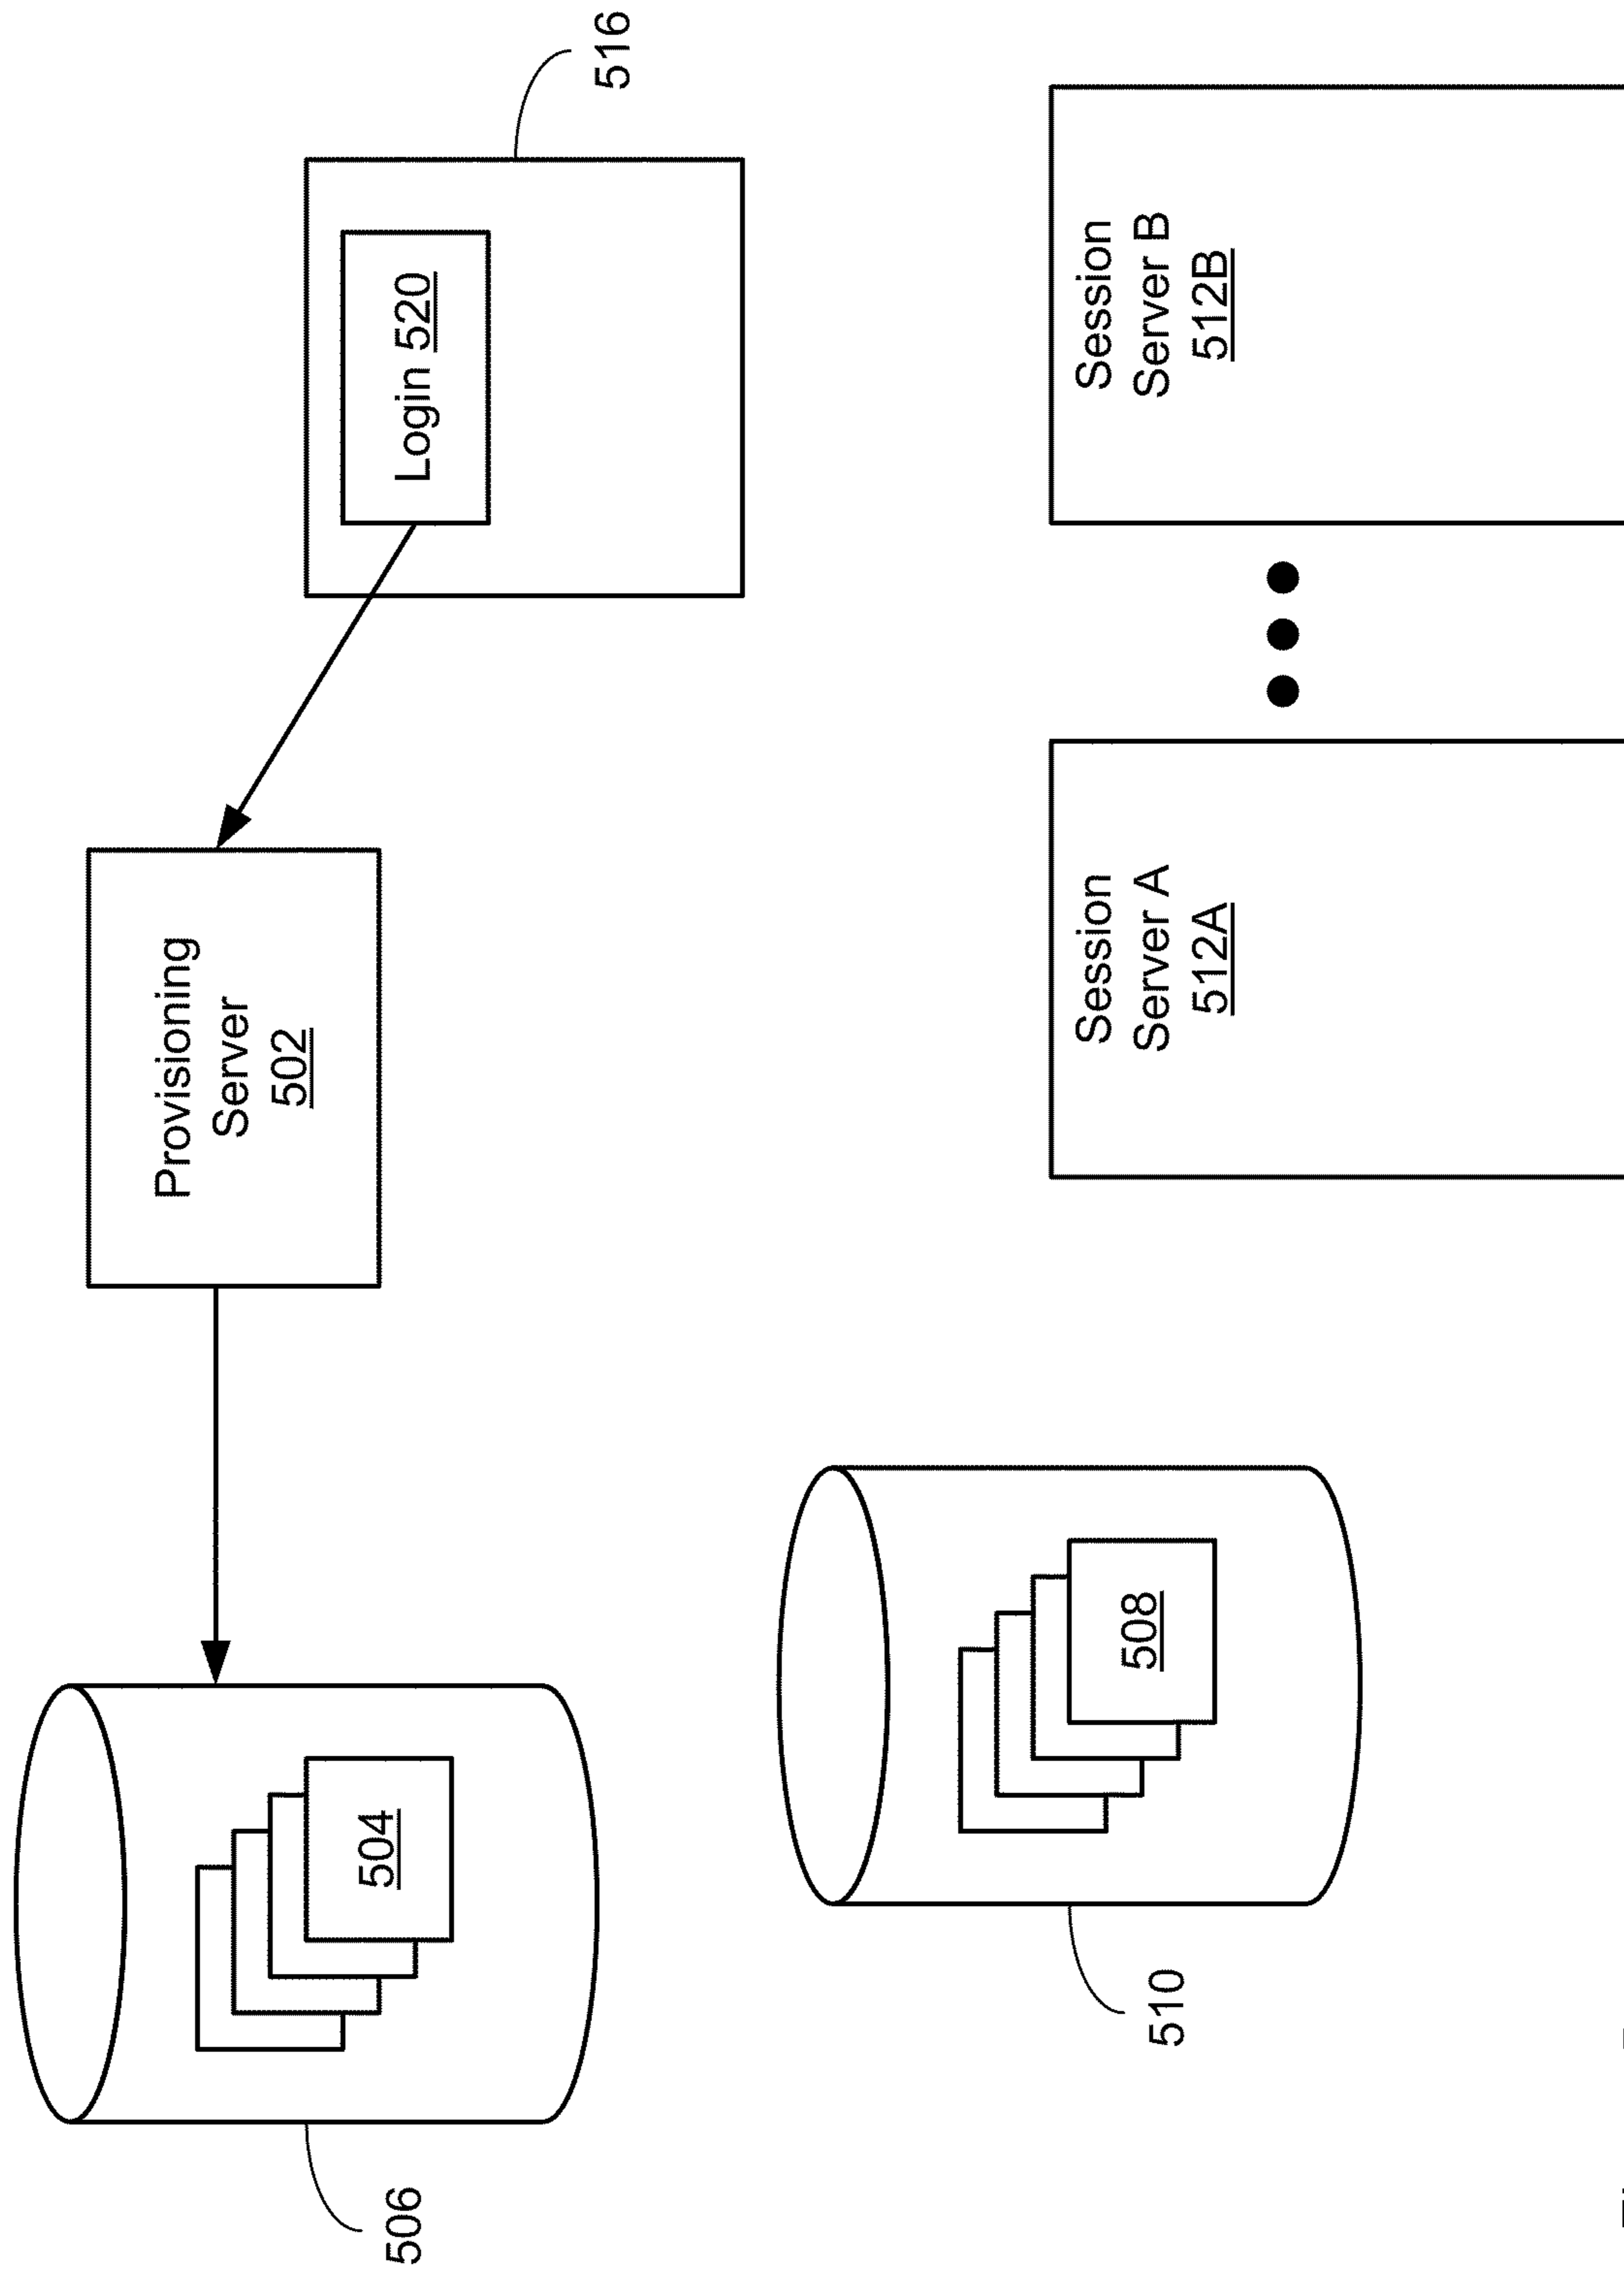 506
504
Provisioning
Server
502
Login 520
516
510
508
Session
Server A
512A
Session
Server B
512B